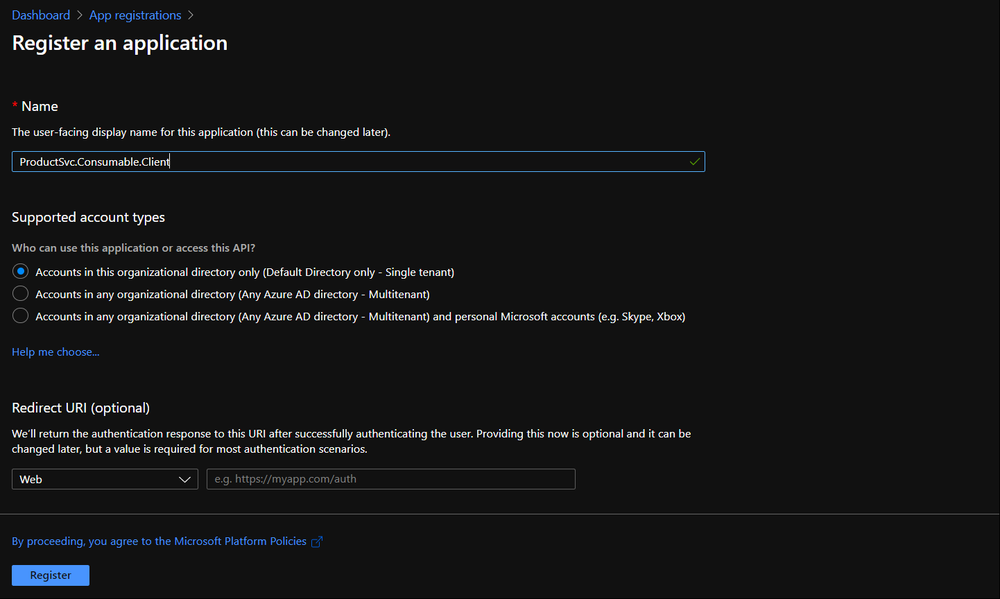 Dashboard > App registrations >
Register an application
* Name
The user-facing display name for this application (this can be changed later).
ProductSvc.Consumable.Client
Supported account types
Who can use this application or access this API?
Accounts in this organizational directory only (Default Directory only - Single tenant)
Accounts in any organizational directory (Any Azure AD directory - Multitenant)
Accounts in any organizational directory (Any Azure AD directory - Multitenant) and personal Microsoft accounts (e.g. Skype, Xbox)
Help me choose...
Redirect URI (optional)
We'll return the authentication response to this URI after successfully authenticating the user. Providing this now is optional and it can be
changed later, but a value is required for most authentication scenarios.
Web e.g. https://myapp.com/auth
By proceeding, you agree to the Microsoft Platform Policies
Register